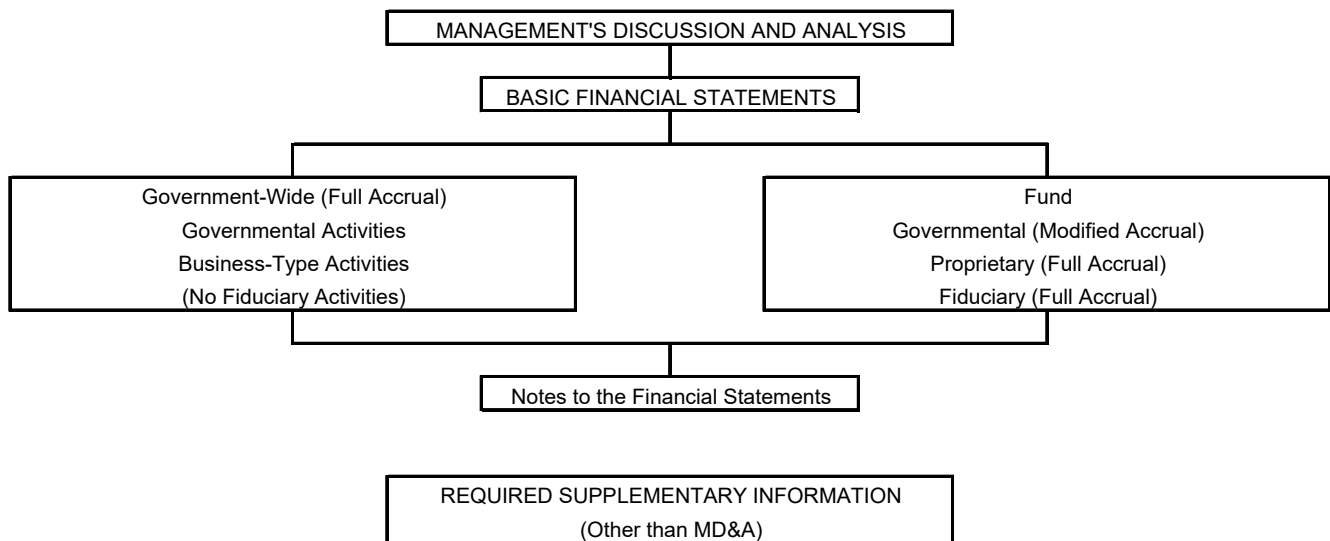 MANAGEMENT'S DISCUSSION AND ANALYSIS
BASIC FINANCIAL STATEMENTS
Government-Wide (Full Accrual)
Governmental Activities
Business-Type Activities
(No Fiduciary Activities)
Fund
Governmental (Modified Accrual)
Proprietary (Full Accrual)
Fiduciary (Full Accrual)
Notes to the Financial Statements
REQUIRED SUPPLEMENTARY INFORMATION
(Other than MD&A)